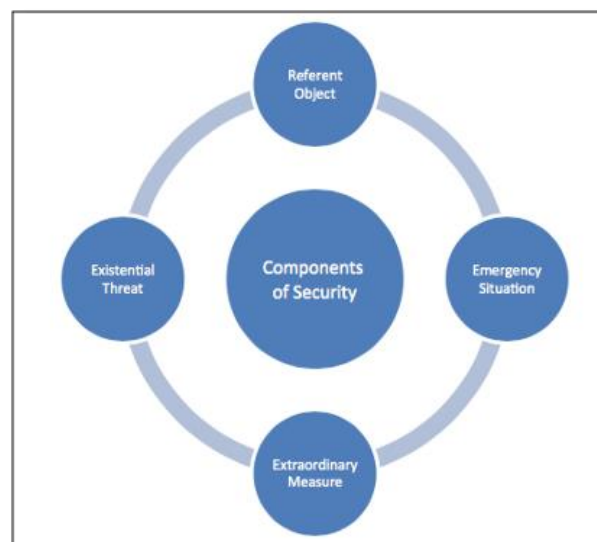 Referent
Object
Existential
Threat
Components
of Security
Emergency
Situation
Extraordinary
Measure